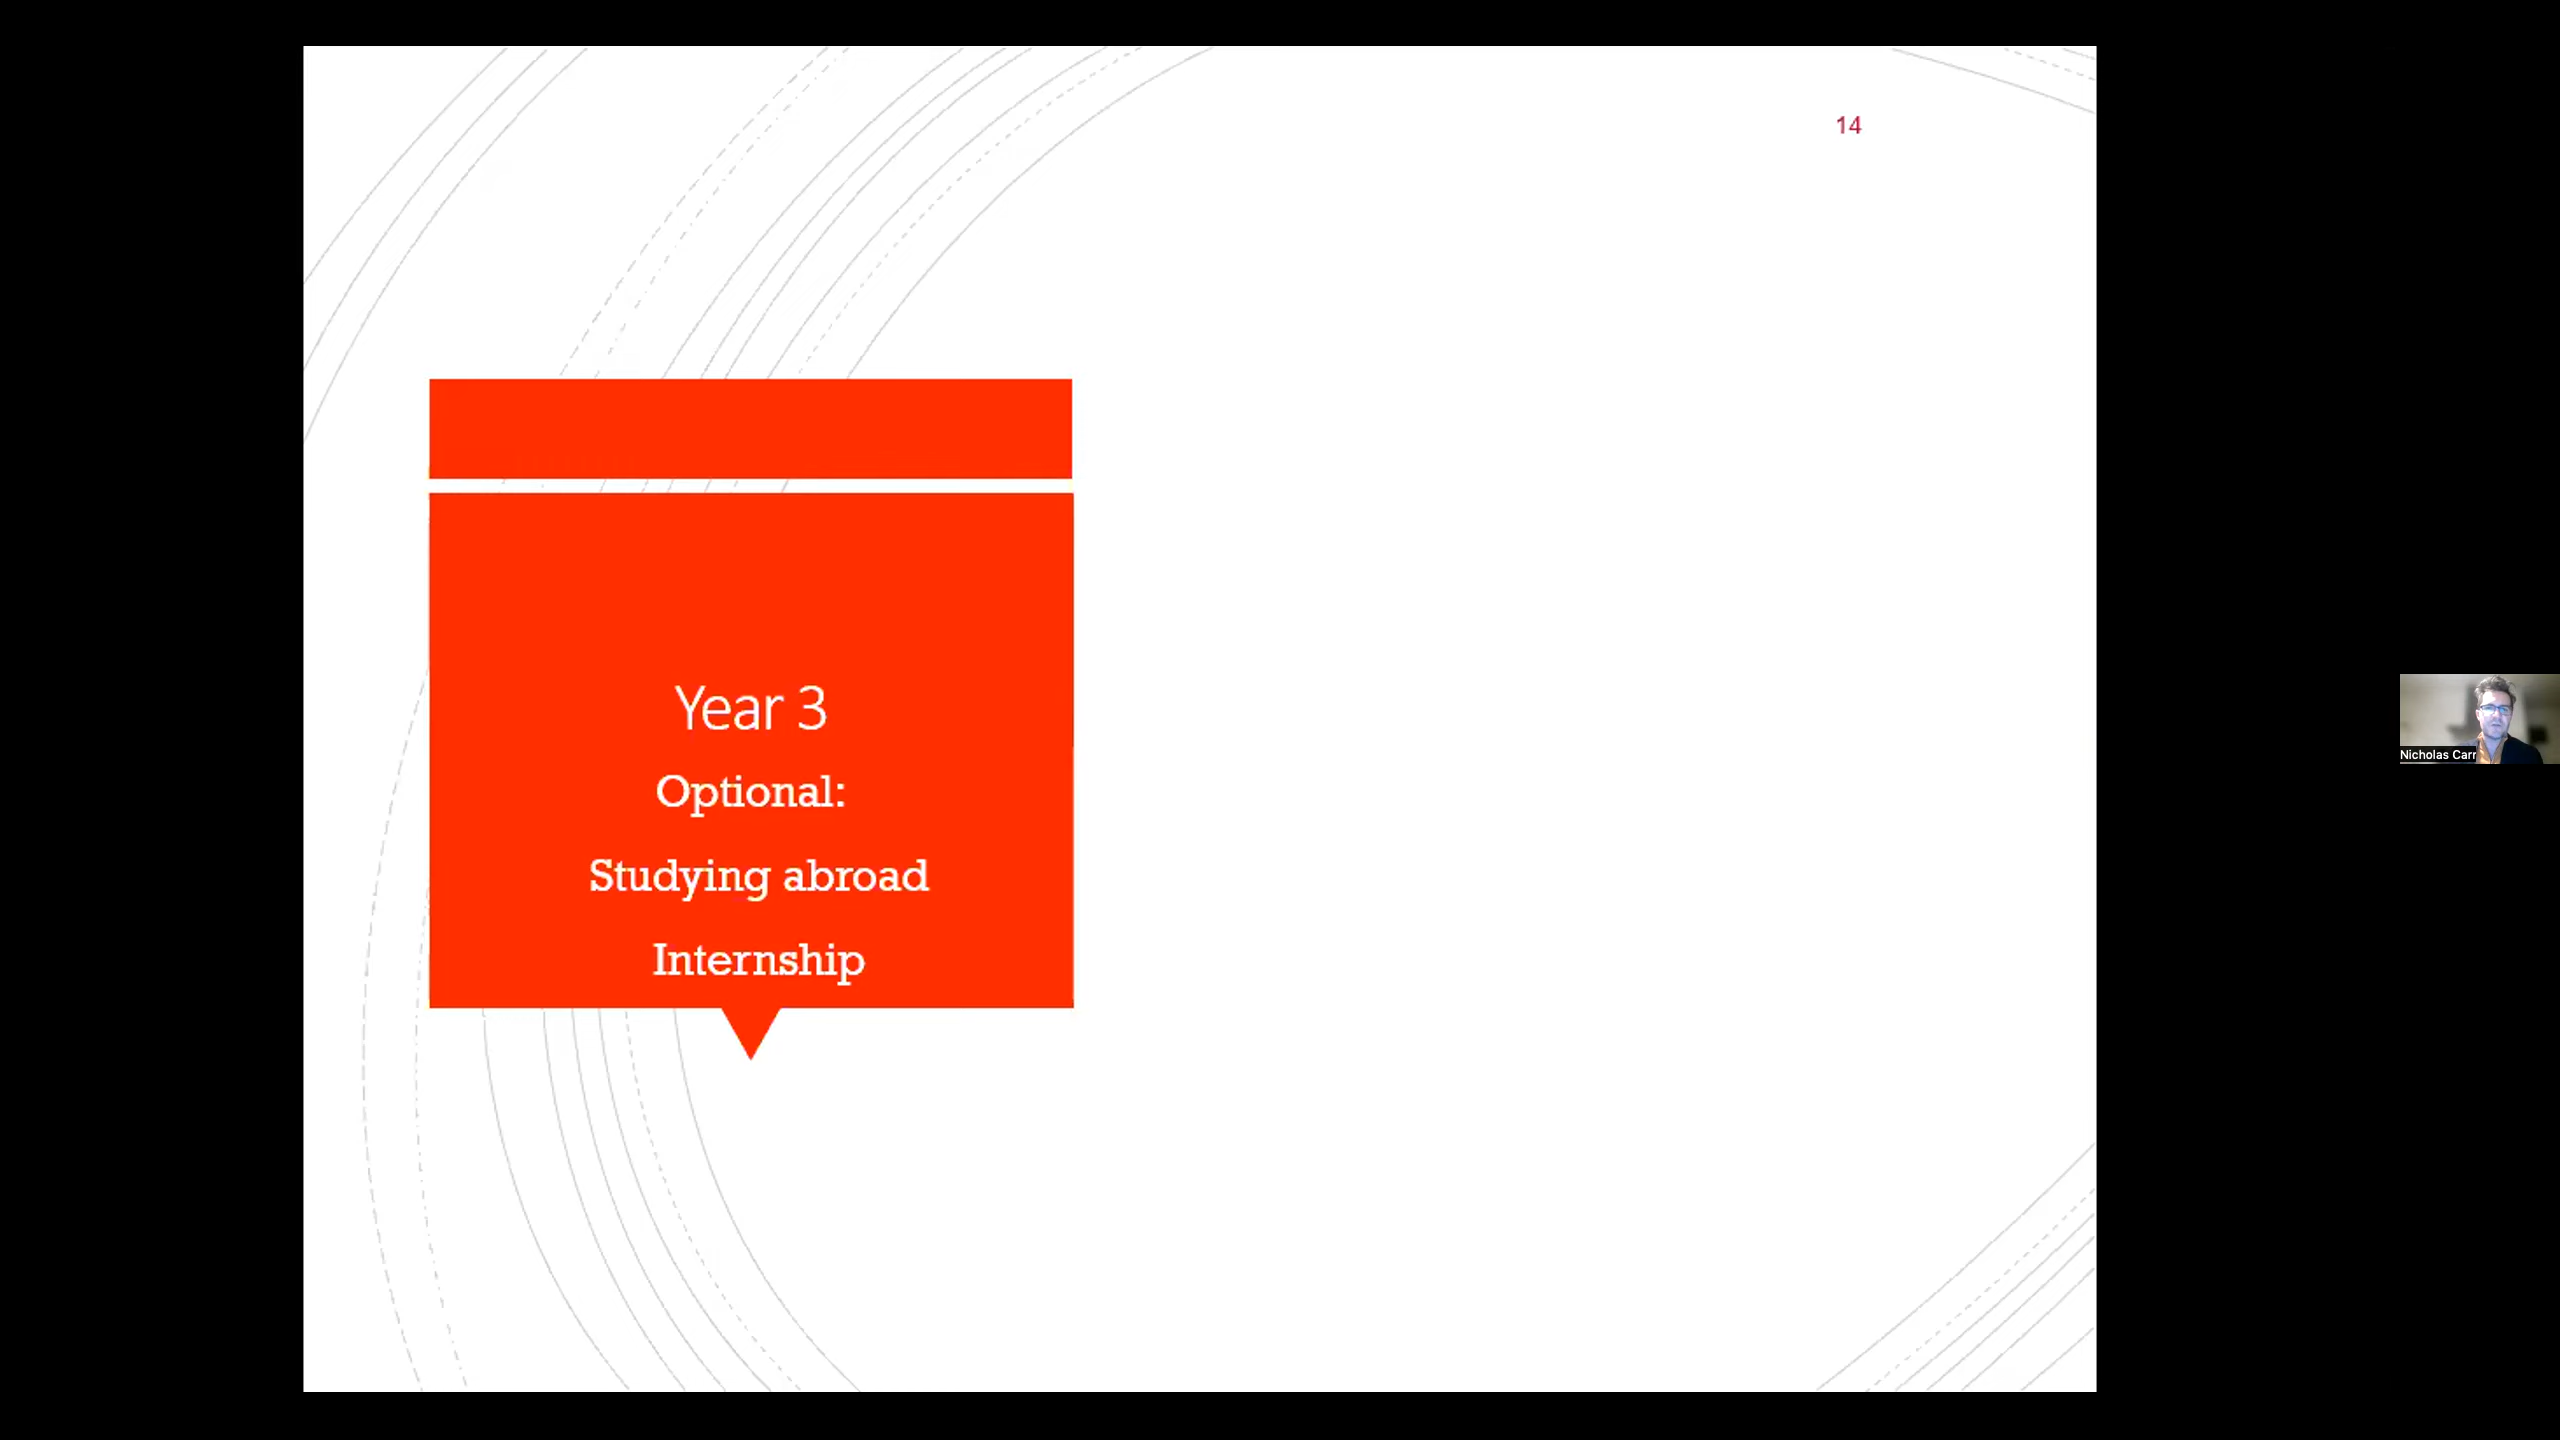 14
Year 3
Optional:
Studying abroad
Internship
Nicholas Carr